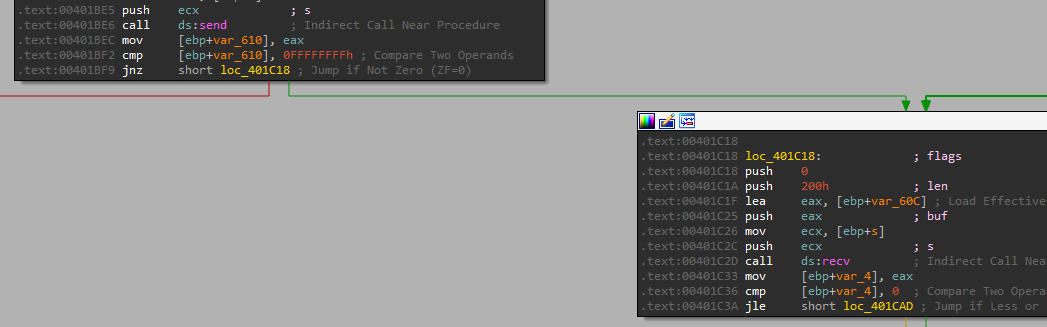 .text:00401BE5 push ecx ; s
.text:00401BE6 call ds:send ; Indirect Call Near Procedure
.text:00401BEC mov [ebp+var_610], eax
.text:00401BF2 cmp [ebp+var_610], 0FFFFFFFFh ; Compare Two Operands
.text:00401BF9 jnz short loc_401C18 ; Jump if Not Zero (ZF=0)
.text:00401C18
.text:00401C18 loc_401C18: ; flags
.text:00401C18 push 0
.text:00401C1A push 200h ; len
.text:00401C1F lea eax, [ebp+var_60C] ; Load Effective
.text:00401C25 push eax ; buf
.text:00401C26 mov ecx, [ebp+s]
.text:00401C2C push ecx ; s
.text:00401C2D call ds:recv ; Indirect Call Nea
.text:00401C33 mov [ebp+var_4], eax
.text:00401C36 cmp [ebp+var_4], 0 ; Compare Two Opera
.text:00401C3A jle short loc_401CAD ; Jump if Less or